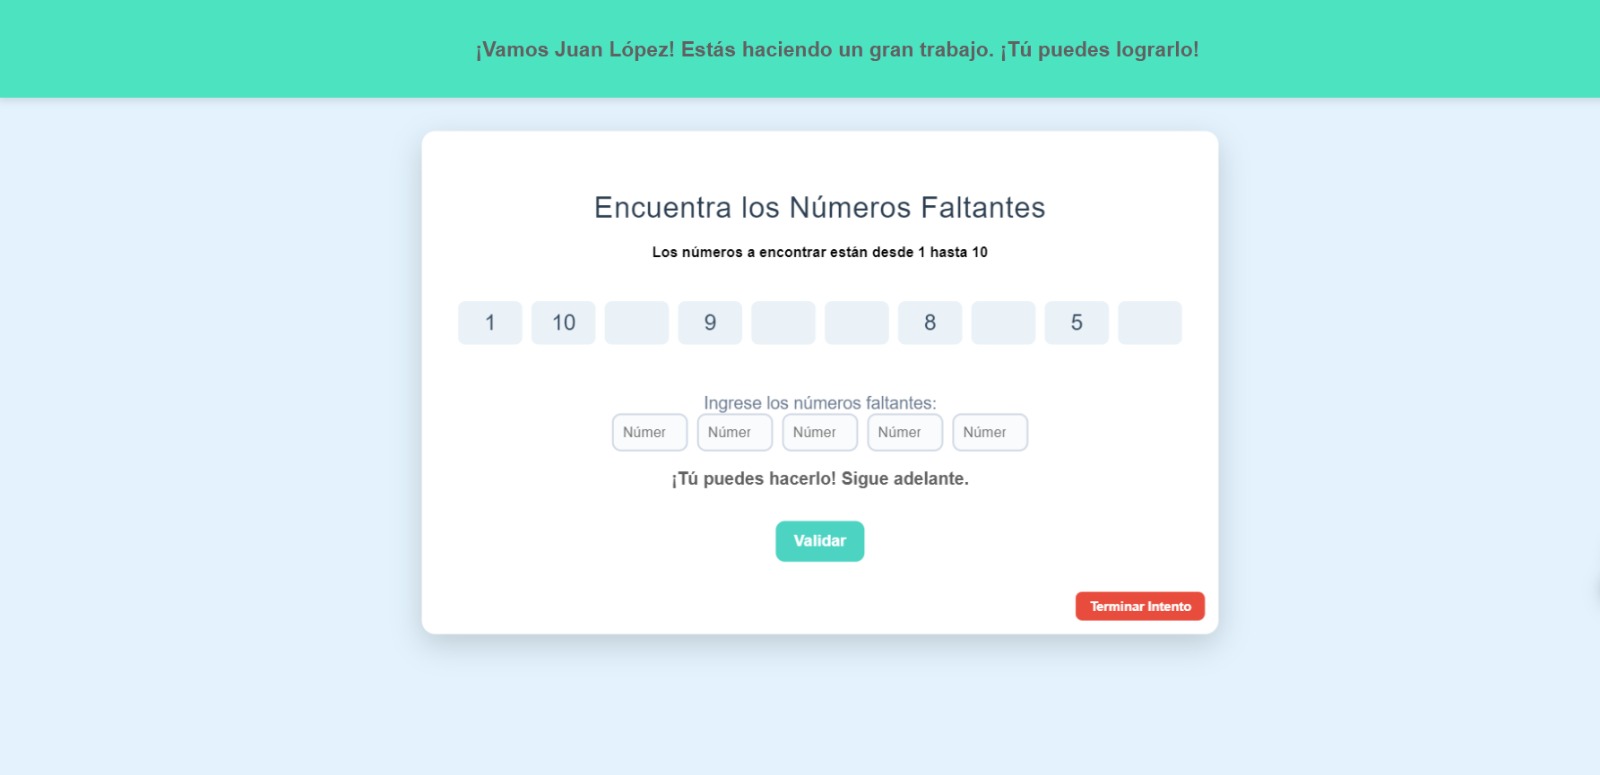 ¡Vamos Juan López! Estás haciendo un gran trabajo. ¡Tú puedes lograrlo!
Encuentra los Números Faltantes
Los números a encontrar están desde 1 hasta 10
1 10 9 8 5
Ingrese los números faltantes:
Númer Númer Númer Númer Númer
¡Tú puedes hacerlo! Sigue adelante.
Validar
Terminar Intento